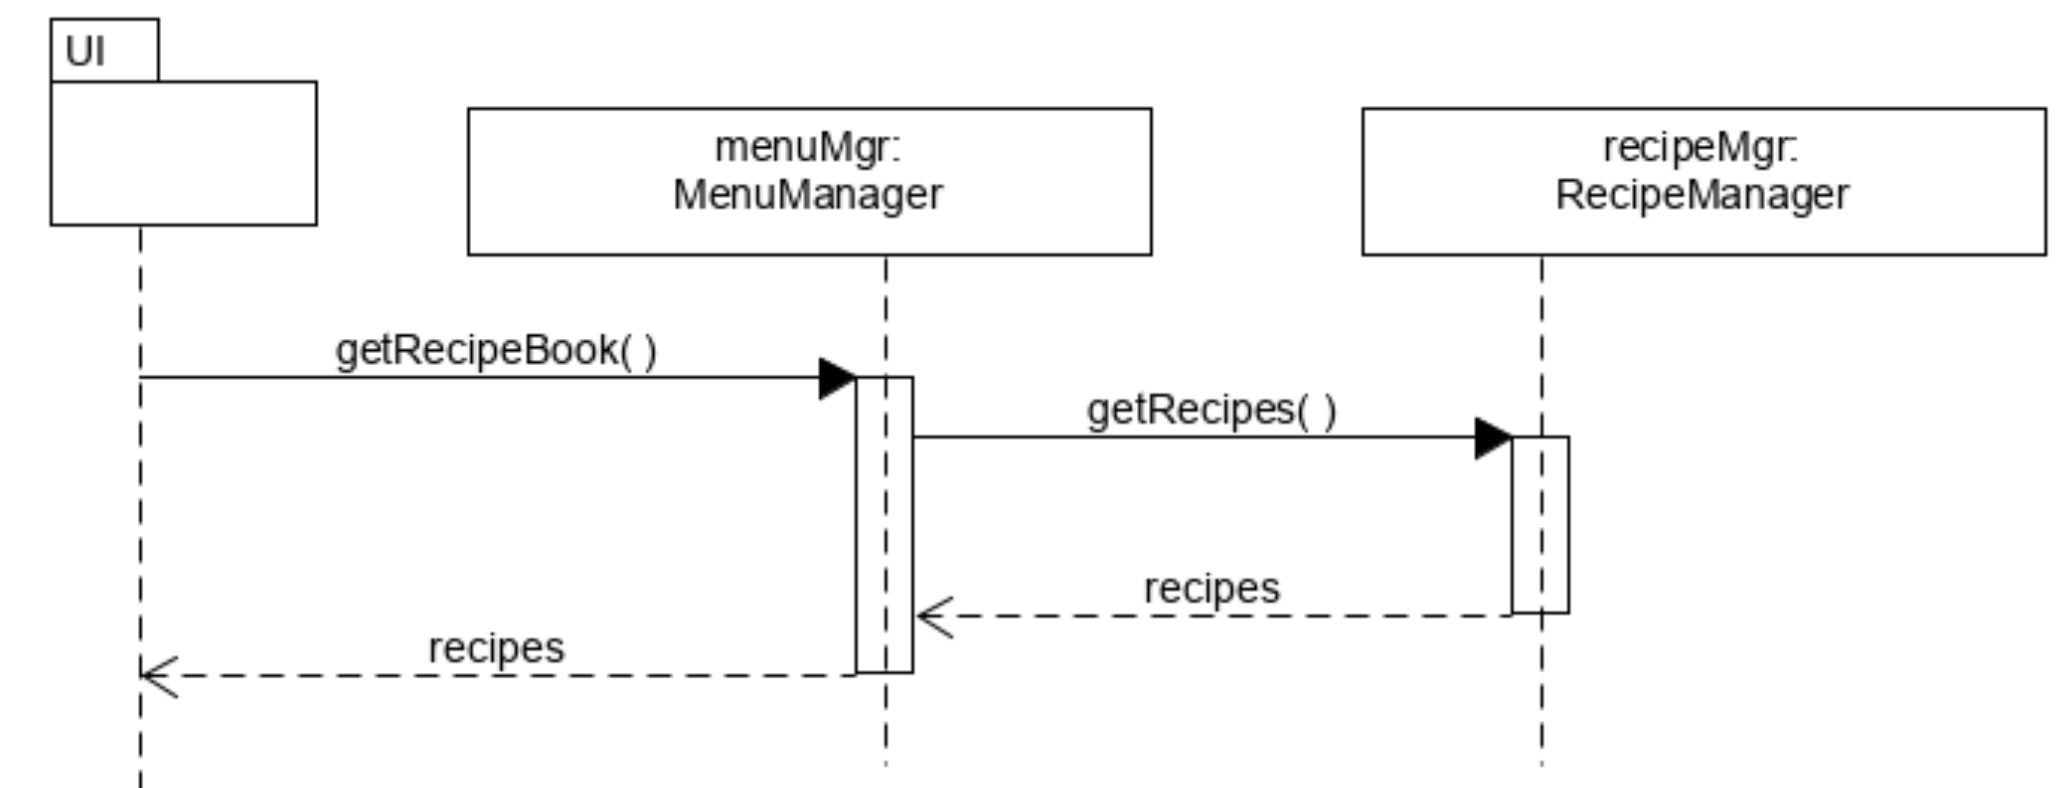 UI
menuMgr:
MenuManager
recipeMgr:
RecipeManager
getRecipeBook( )
getRecipes( )
recipes
recipes